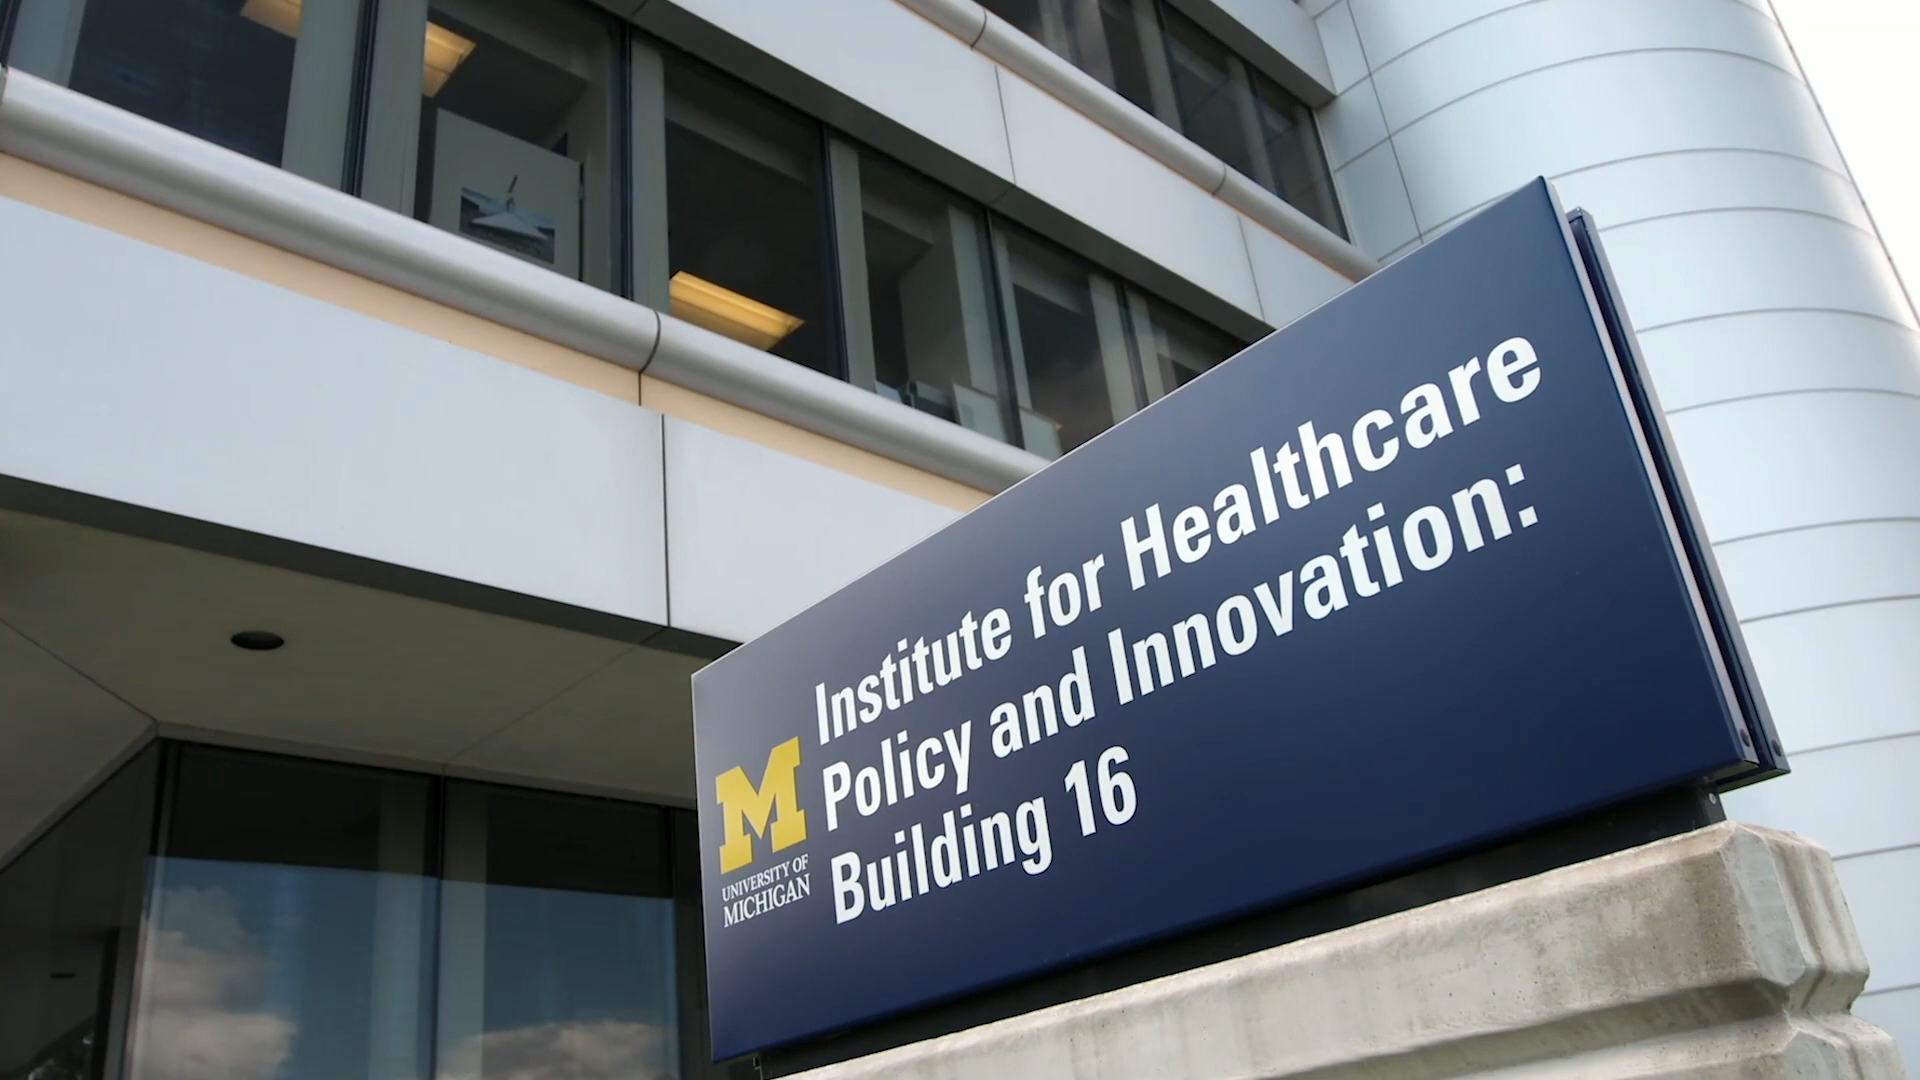 Institute for Healthcare
Policy and Innovation:
Building 16
M
UNIVERSITY OF
MICHIGAN